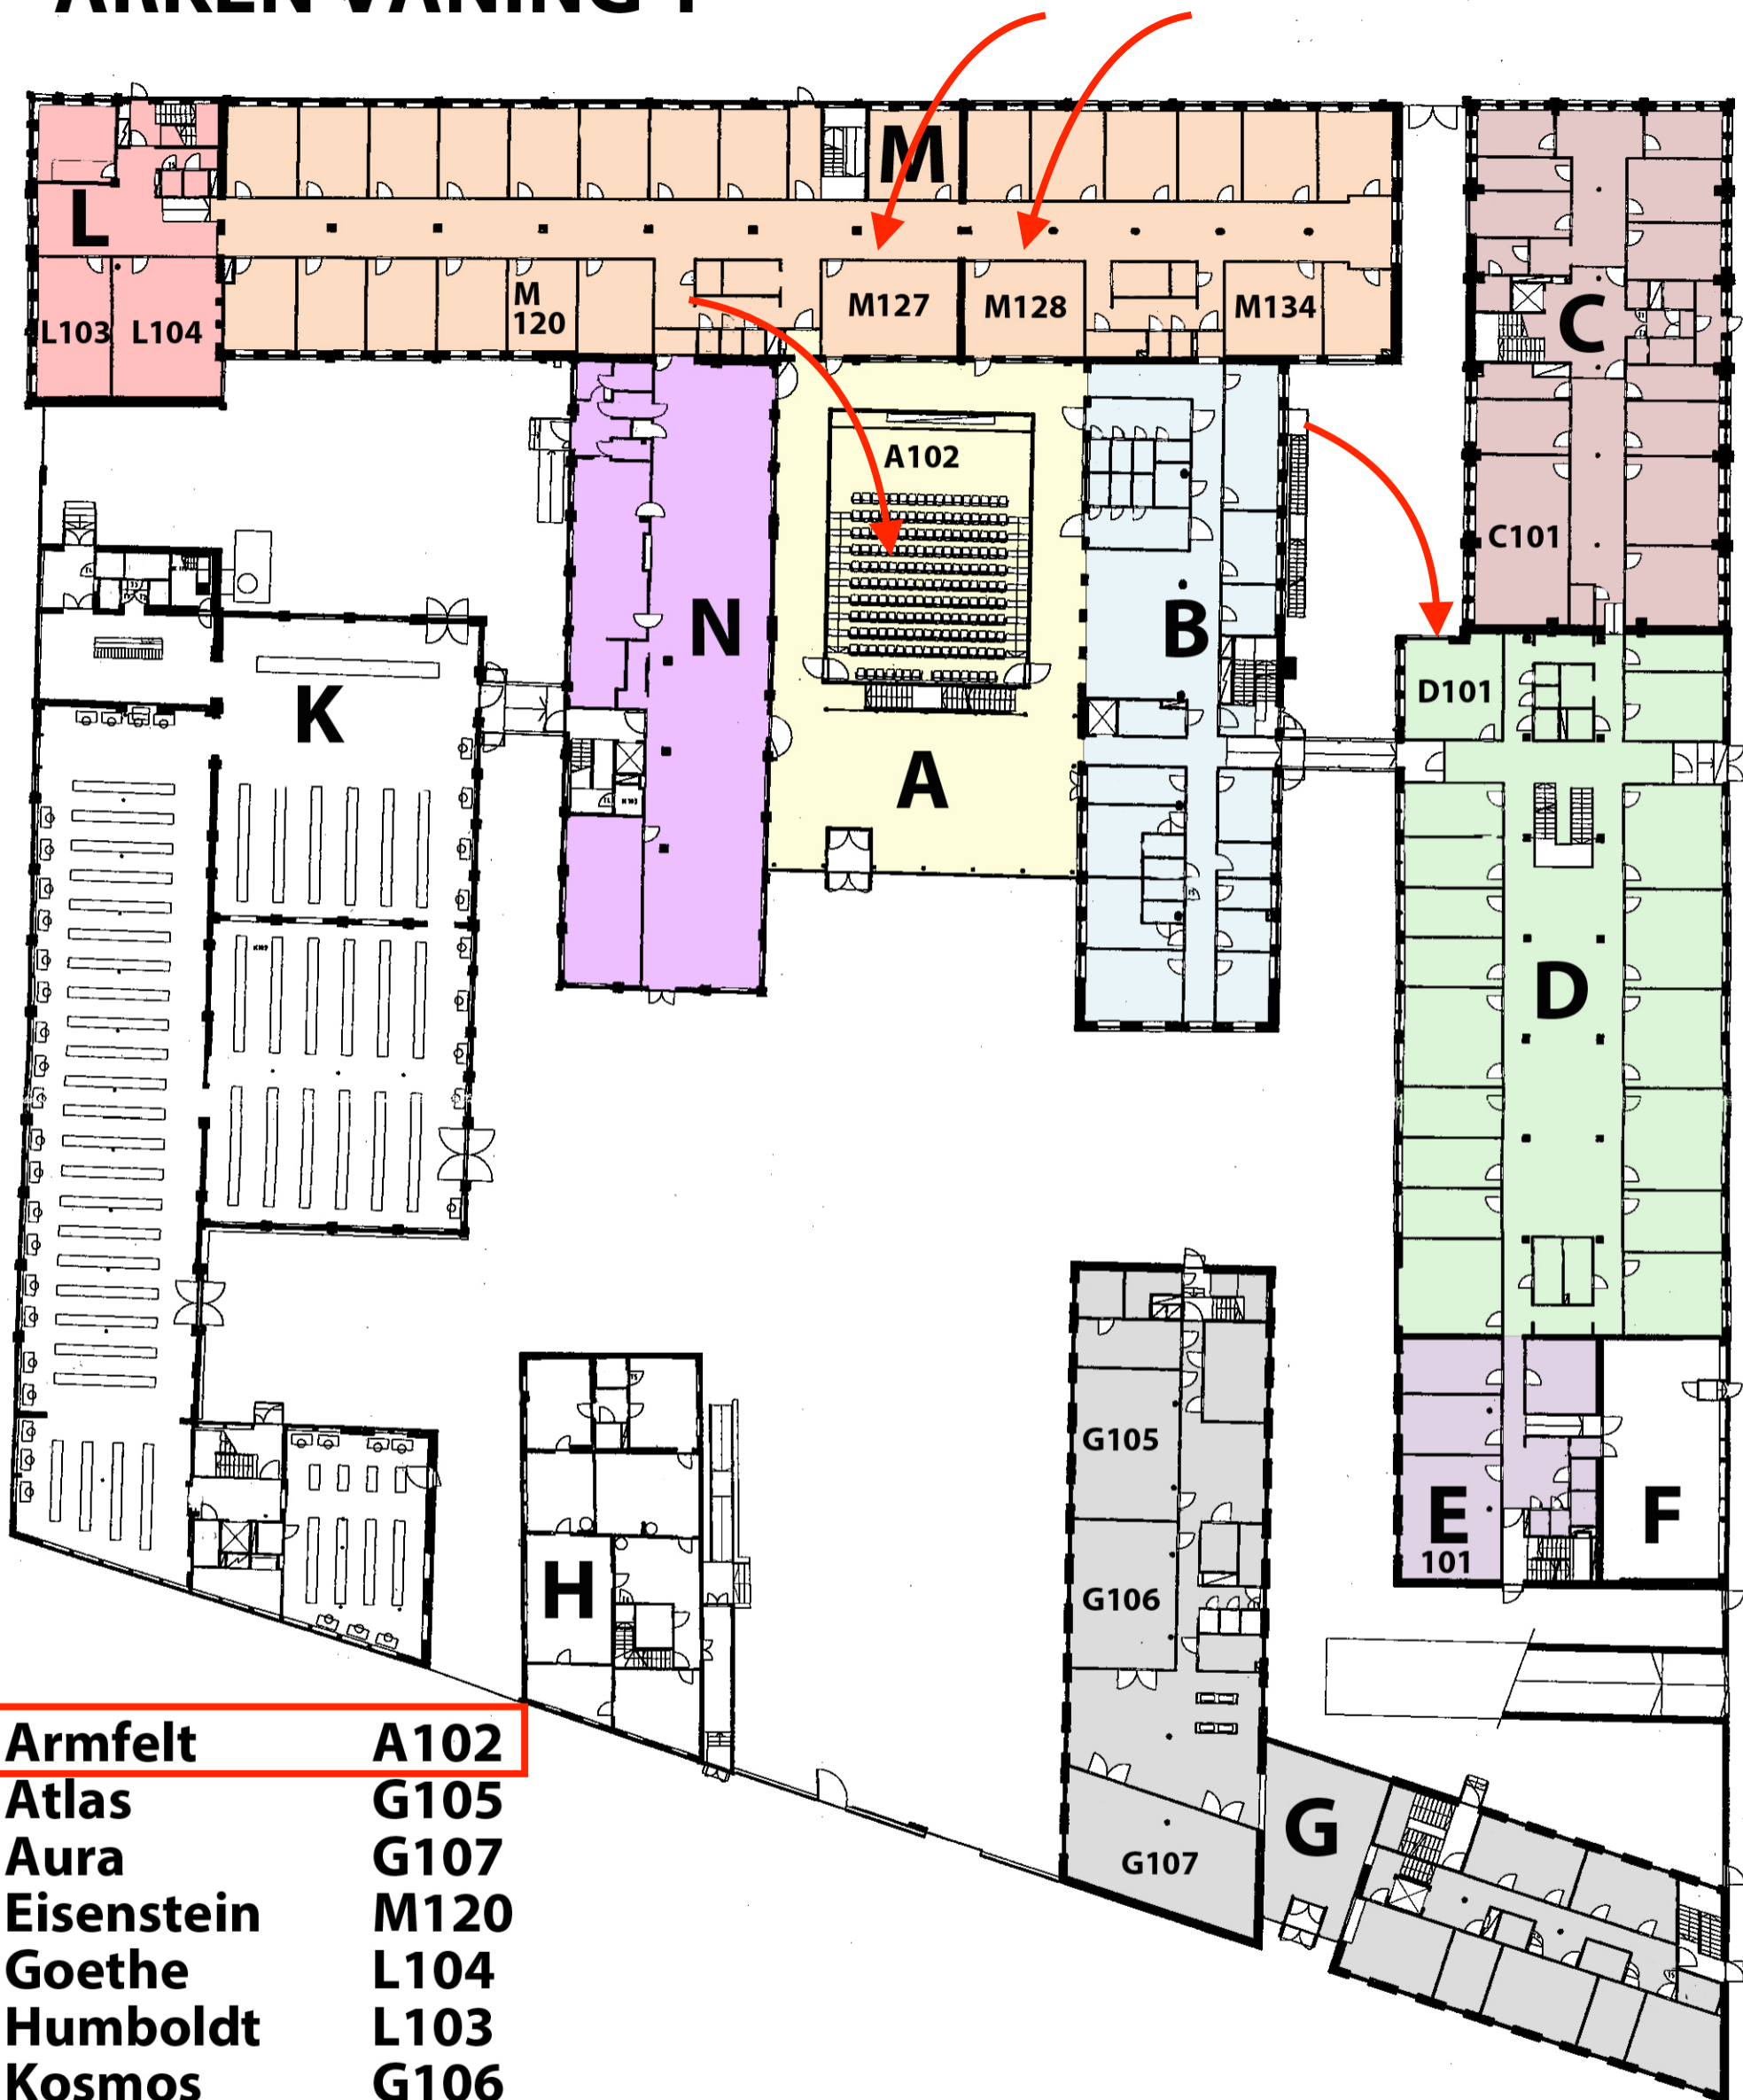 ARKEN VÅNING 1
M
L
M
120
M127
M128
M134
L103
L104
C
A102
C101
N
B
K
D101
A
D
G105
E
101
F
H
G106
G
G107
Armfelt A102
Atlas G105
Aura G107
Eisenstein M120
Goethe L104
Humboldt L103
Kosmos G106